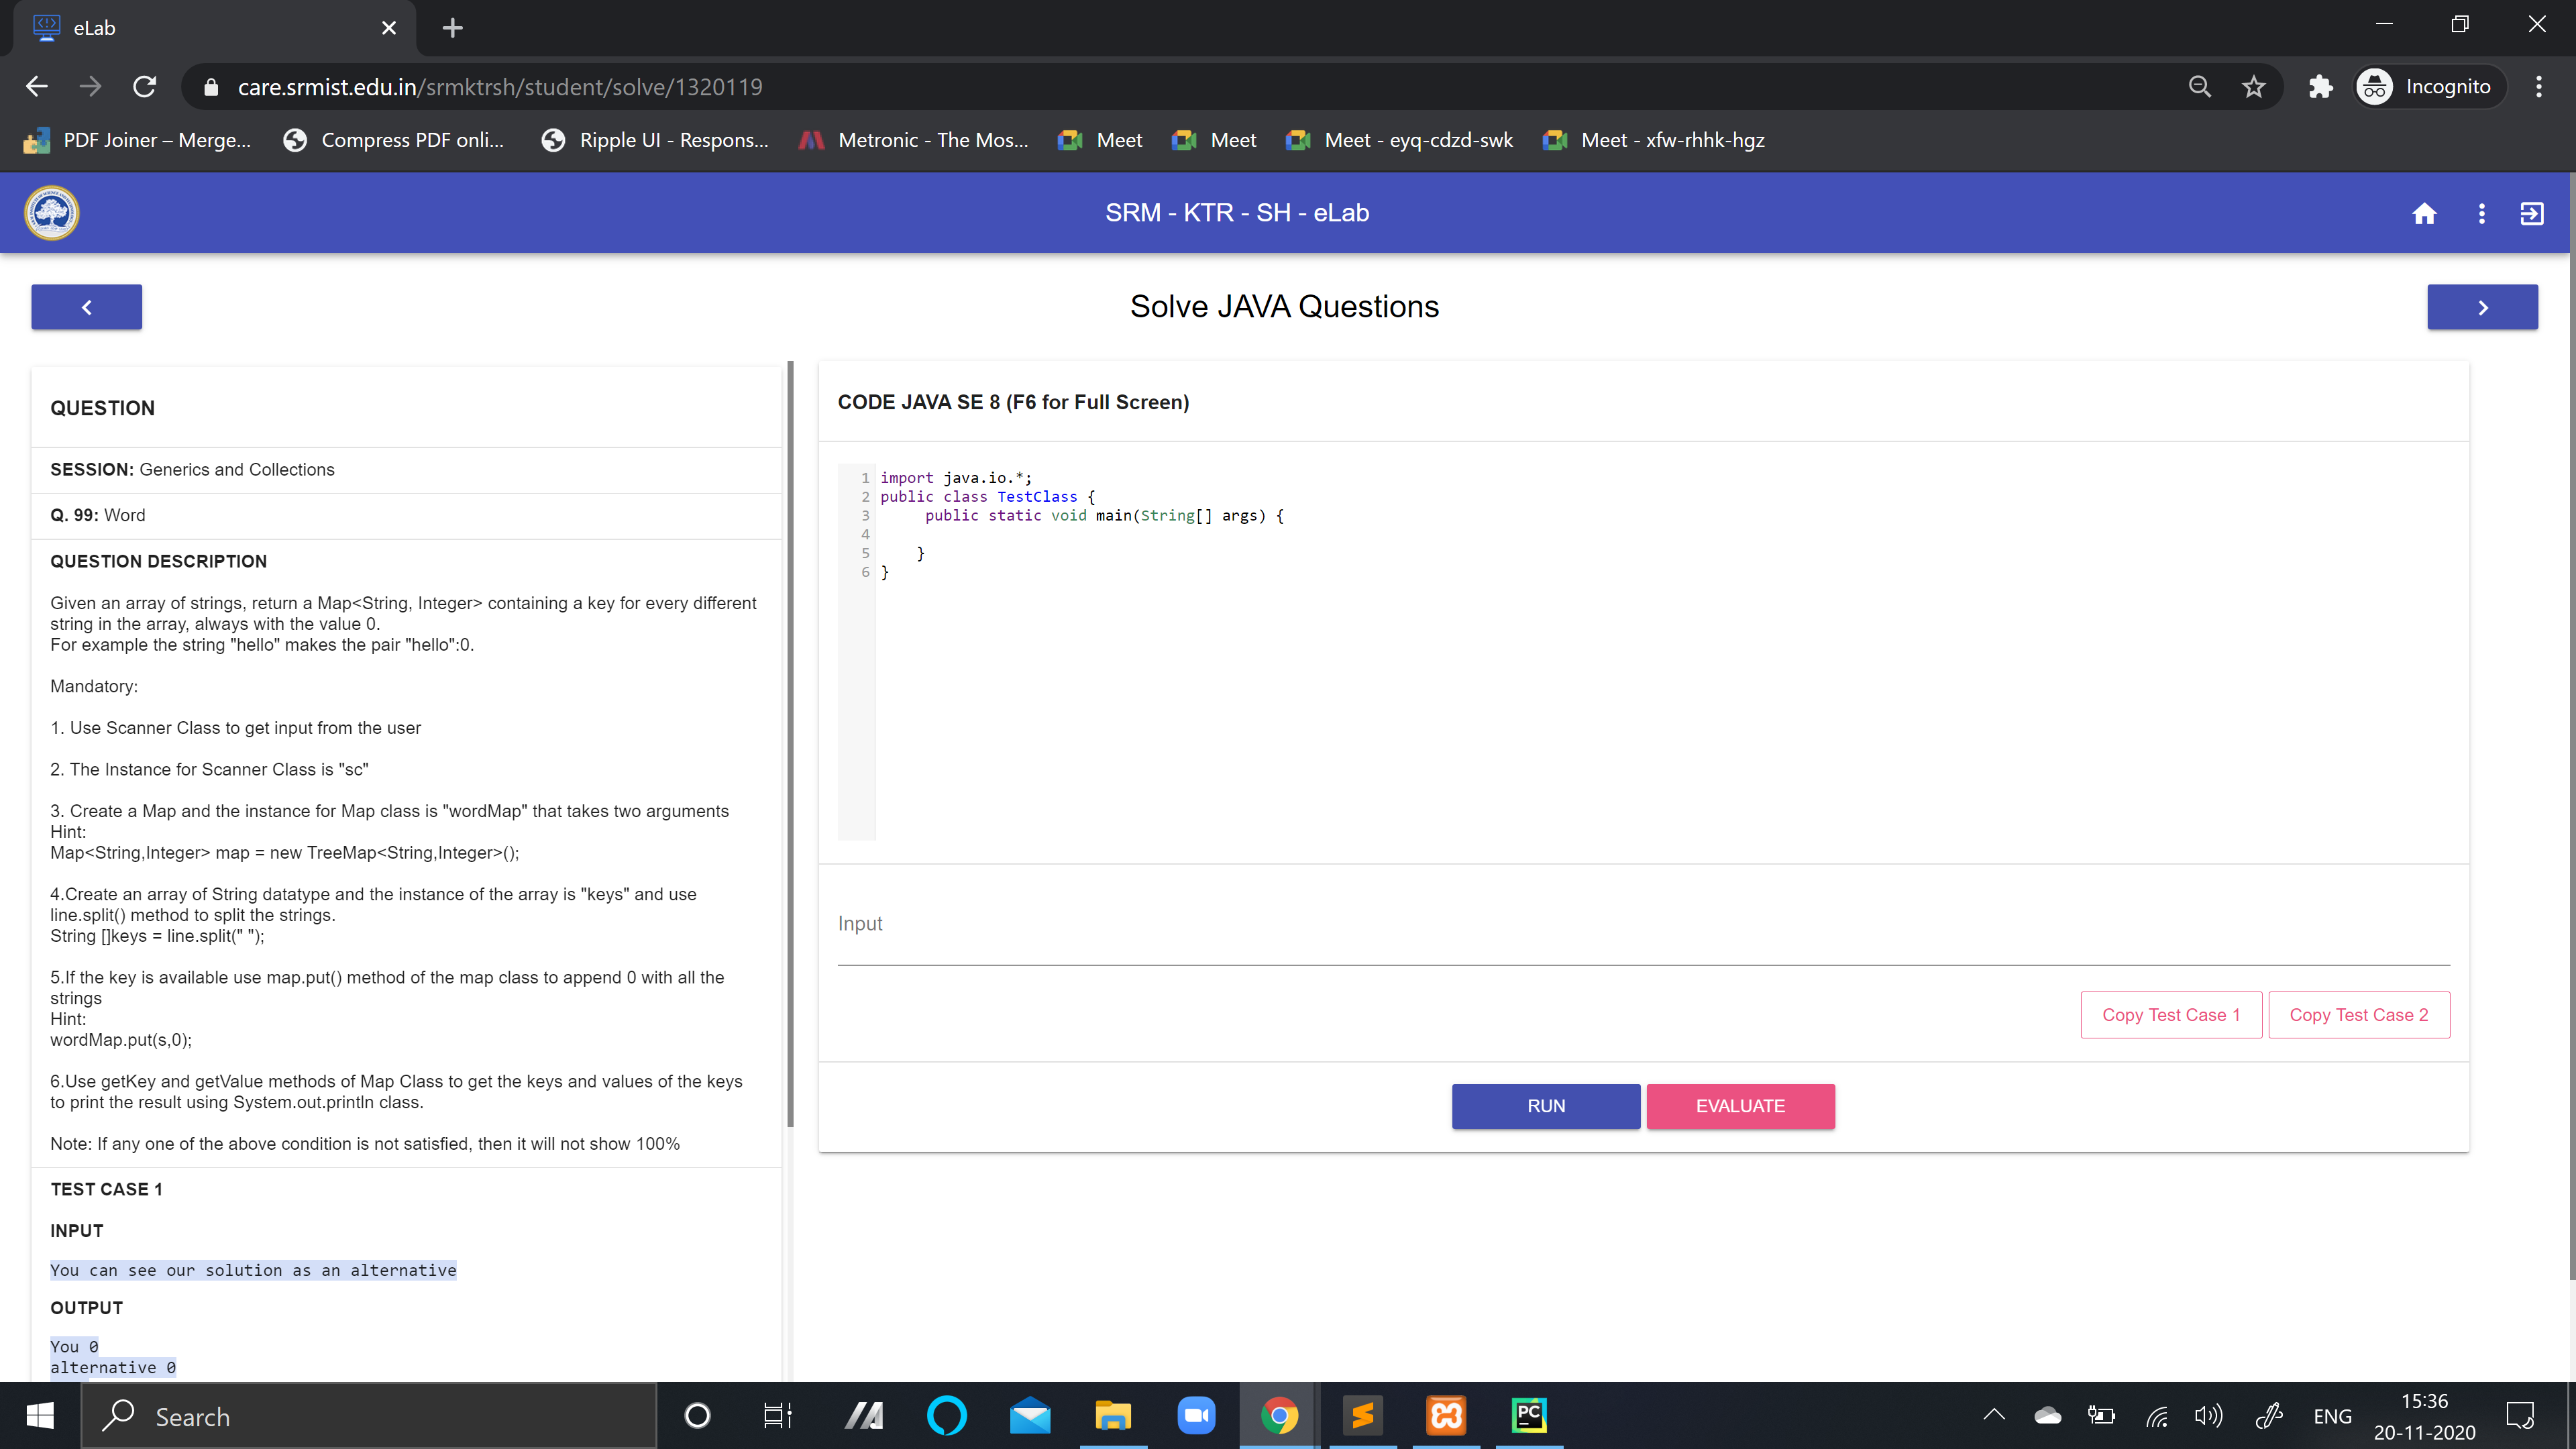 eLab
care.srmist.edu.in/srmktrsh/student/solve/1320119
Incognito
PDF Joiner – Merge...
Compress PDF onli...
Ripple UI - Respons...
Metronic - The Mos...
Meet
Meet
Meet - eyq-cdzd-swk
Meet - xfw-rhhk-hgz
SRM - KTR - SH - eLab
Solve JAVA Questions
QUESTION
SESSION: Generics and Collections
Q. 99: Word
QUESTION DESCRIPTION
Given an array of strings, return a Map<String, Integer> containing a key for every different
string in the array, always with the value 0.
For example the string "hello" makes the pair "hello":0.
Mandatory:
1. Use Scanner Class to get input from the user
2. The Instance for Scanner Class is "sc"
3. Create a Map and the instance for Map class is "wordMap" that takes two arguments
Hint:
Map<String,Integer> map = new TreeMap<String,Integer>();
4.Create an array of String datatype and the instance of the array is "keys" and use
line.split() method to split the strings.
String []keys = line.split(" ");
5.If the key is available use map.put() method of the map class to append 0 with all the
strings
Hint:
wordMap.put(s,0);
6.Use getKey and getValue methods of Map Class to get the keys and values of the keys
to print the result using System.out.println class.
Note: If any one of the above condition is not satisfied, then it will not show 100%
TEST CASE 1
INPUT
You can see our solution as an alternative
OUTPUT
You 0
alternative 0
CODE JAVA SE 8 (F6 for Full Screen)
1 import java.io.*;
2 public class TestClass {
3 public static void main(String[] args) {
4
5 }
6 }
Input
Copy Test Case 1
Copy Test Case 2
RUN
EVALUATE
Search
PC
ENG
15:36
20-11-2020